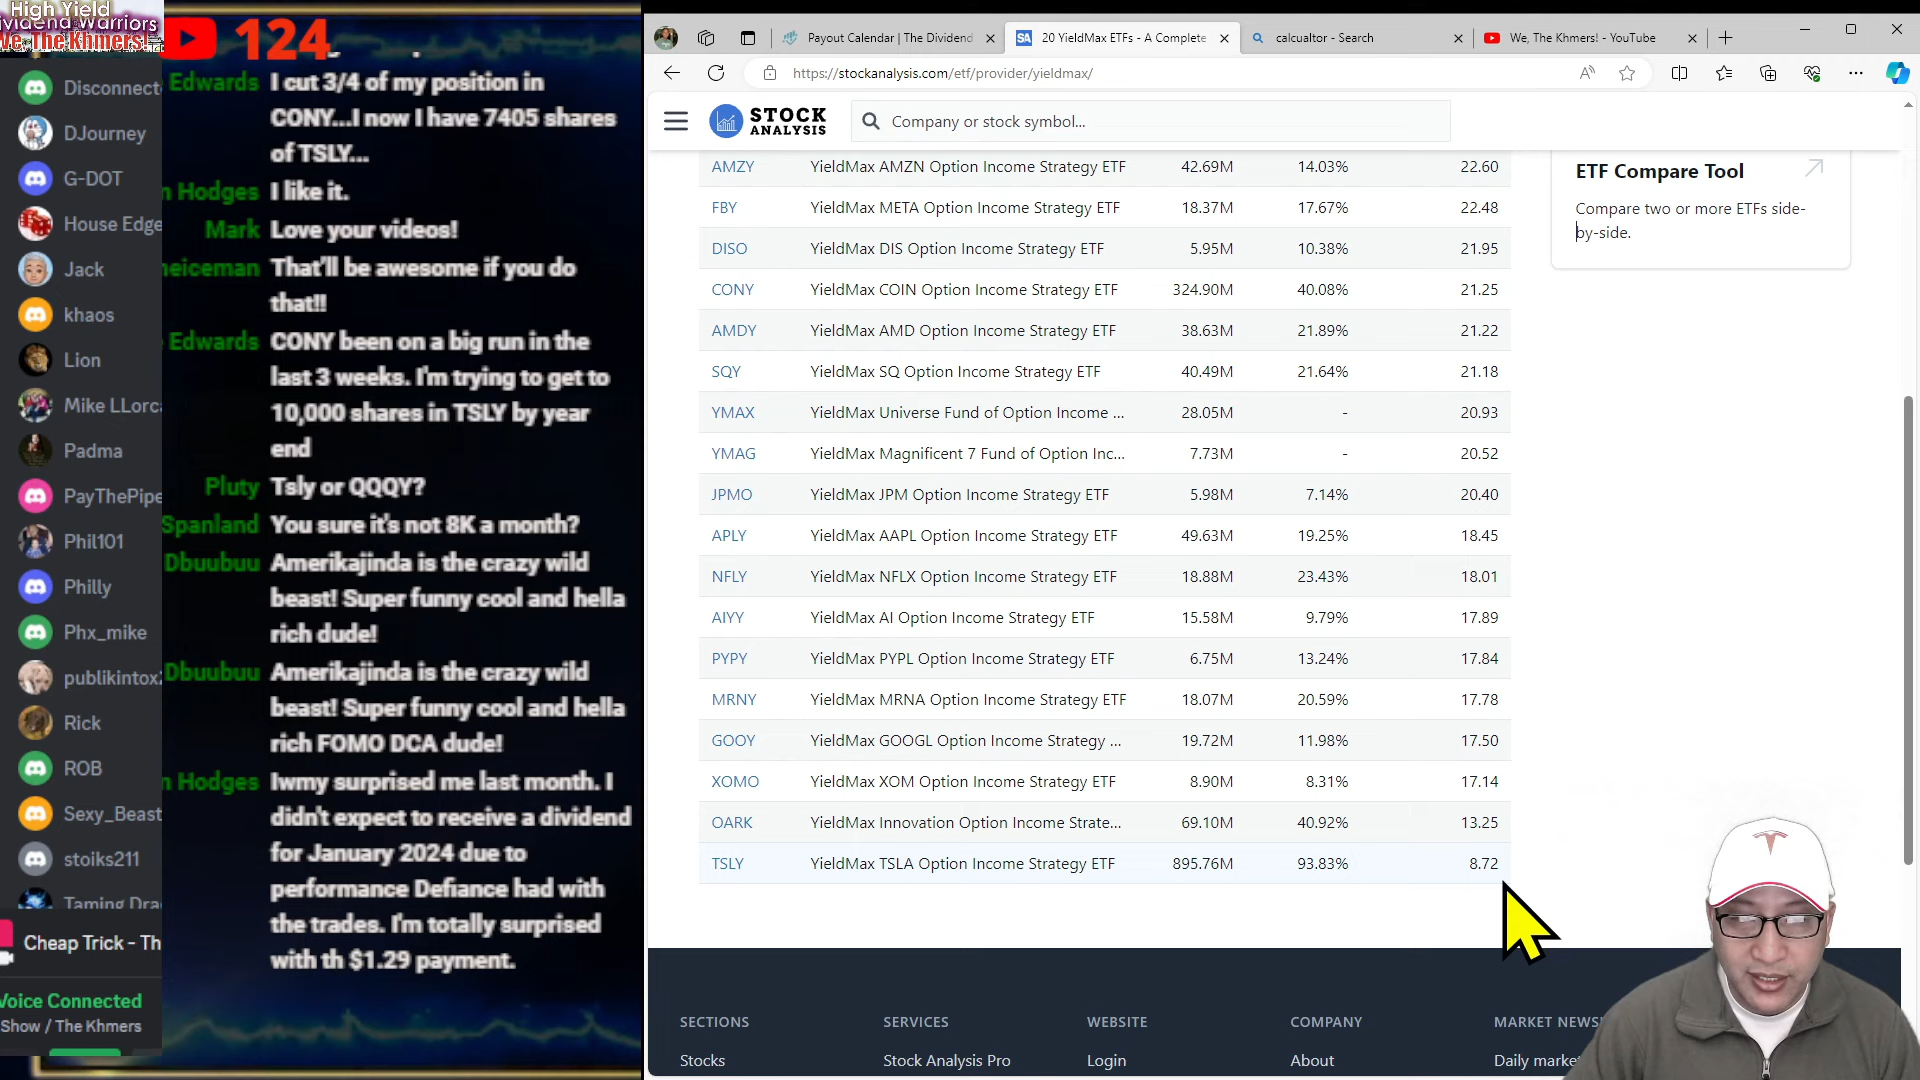 High Yield
ividend Warriors
We, The Khmers!
124
Disconnect
DJourney
G-DOT
House Edge
Jack
khaos
Lion
Mike LLorc
Padma
PayThePipe
Phil101
Philly
Phx_mike
publikintox
Rick
ROB
Sexy_Beast
stoiks211
Taming Dra
Cheap Trick - Th
Voice Connected
Show / The Khmers
Edwards I cut 3/4 of my position in
CONY...I now I have 7405 shares
of TSLY...
n Hodges I like it.
Mark Love your videos!
neiceman That'll be awesome if you do
that!!
Edwards CONY been on a big run in the
last 3 weeks. I'm trying to get to
10,000 shares in TSLY by year
end
Pluty Tsly or QQQY?
Spanland You sure it's not 8K a month?
Dbuubuu Amerikajinda is the crazy wild
beast! Super funny cool and hella
rich dude!
Dbuubuu Amerikajinda is the crazy wild
beast! Super funny cool and hella
rich FOMO DCA dude!
n Hodges Iwmy surprised me last month. I
didn't expect to receive a dividend
for January 2024 due to
performance Defiance had with
the trades. I'm totally surprised
with th $1.29 payment.
Payout Calendar | The Dividend
SA 20 YieldMax ETFs - A Complete
calcualtor - Search
We, The Khmers! - YouTube
https://stockanalysis.com/etf/provider/yieldmax/
STOCK
ANALYSIS
Company or stock symbol...
AMZY YieldMax AMZN Option Income Strategy ETF 42.69M 14.03% 22.60
FBY YieldMax META Option Income Strategy ETF 18.37M 17.67% 22.48
DISO YieldMax DIS Option Income Strategy ETF 5.95M 10.38% 21.95
CONY YieldMax COIN Option Income Strategy ETF 324.90M 40.08% 21.25
AMDY YieldMax AMD Option Income Strategy ETF 38.63M 21.89% 21.22
SQY YieldMax SQ Option Income Strategy ETF 40.49M 21.64% 21.18
YMAX YieldMax Universe Fund of Option Income ... 28.05M - 20.93
YMAG YieldMax Magnificent 7 Fund of Option Inc... 7.73M - 20.52
JPMO YieldMax JPM Option Income Strategy ETF 5.98M 7.14% 20.40
APLY YieldMax AAPL Option Income Strategy ETF 49.63M 19.25% 18.45
NFLY YieldMax NFLX Option Income Strategy ETF 18.88M 23.43% 18.01
AIYY YieldMax AI Option Income Strategy ETF 15.58M 9.79% 17.89
PYPY YieldMax PYPL Option Income Strategy ETF 6.75M 13.24% 17.84
MRNY YieldMax MRNA Option Income Strategy ETF 18.07M 20.59% 17.78
GOOY YieldMax GOOGL Option Income Strategy ... 19.72M 11.98% 17.50
XOMO YieldMax XOM Option Income Strategy ETF 8.90M 8.31% 17.14
OARK YieldMax Innovation Option Income Strate... 69.10M 40.92% 13.25
TSLY YieldMax TSLA Option Income Strategy ETF 895.76M 93.83% 8.72
ETF Compare Tool
Compare two or more ETFs side-
by-side.
SECTIONS SERVICES WEBSITE COMPANY MARKET NEWS
Stocks Stock Analysis Pro Login About Daily market